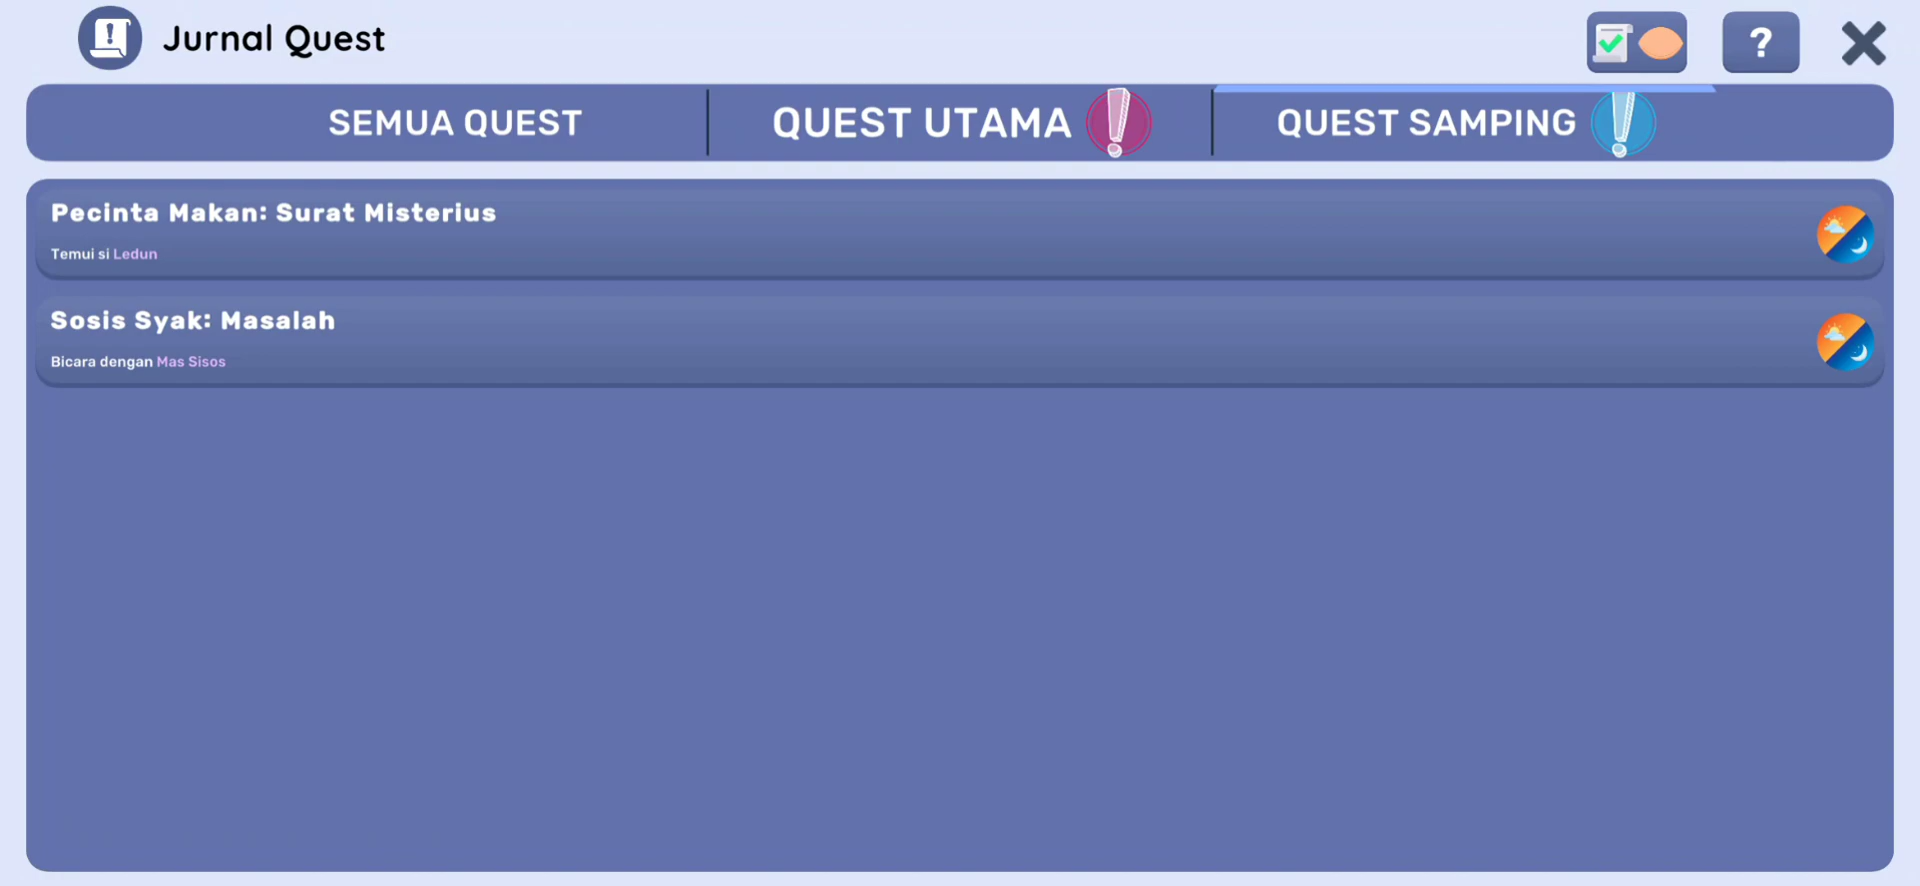 Jurnal Quest
?
SEMUA QUEST
QUEST UTAMA
QUEST SAMPING
Pecinta Makan: Surat Misterius
Temui si Ledun
Sosis Syak: Masalah
Bicara dengan Mas Sisos